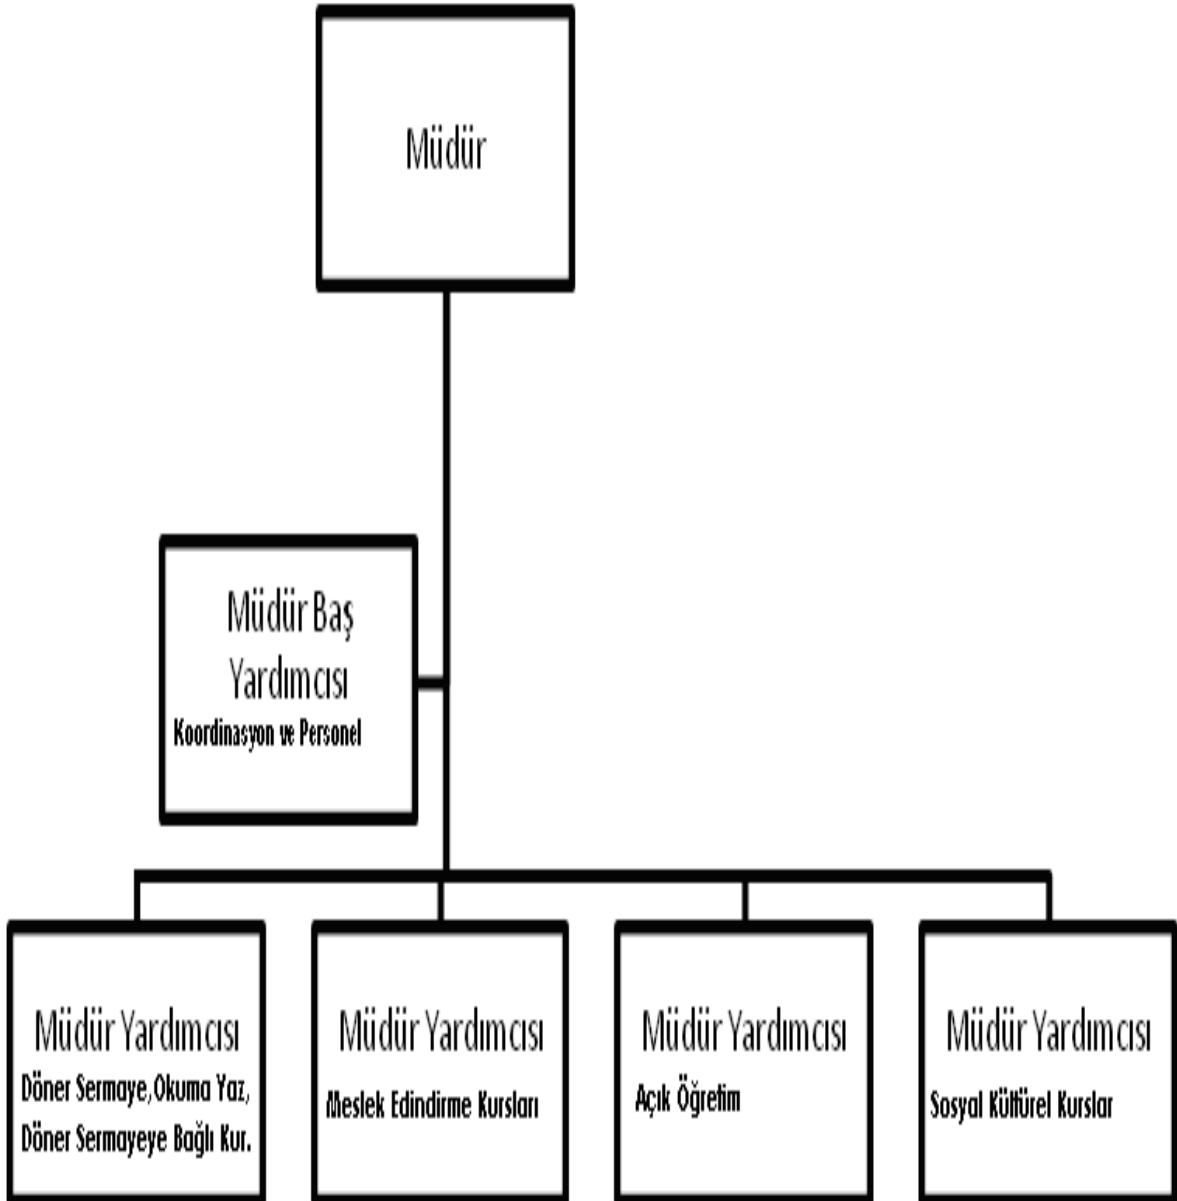 Müdür
Müdür Baş
Yardımcısı
Koordinasyon ve Personel
Müdür Yardımcısı
Döner Sermaye,Okuma Yaz,
Döner Sermayeye Bağlı Kur.
Müdür Yardımcısı
Meslek Edindirme Kursları
Müdür Yardımcısı
Açık Öğretim
Müdür Yardımcısı
Sosyal Kültürel Kurslar